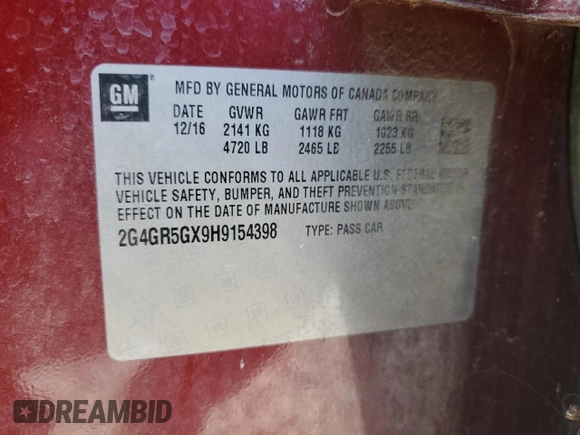 GM
MFD BY GENERAL MOTORS OF CANADA COMPANY
DATE GVWR GAWR FRT GAWR RR
12/16 2141 KG 1118 KG 1023 KG
4720 LB 2465 LB 2255 LB
THIS VEHICLE CONFORMS TO ALL APPLICABLE U.S. FEDERAL MOTOR
VEHICLE SAFETY, BUMPER, AND THEFT PREVENTION STANDARDS IN
EFFECT ON THE DATE OF MANUFACTURE SHOWN ABOVE.
2G4GR5GX9H9154398 TYPE: PASS CAR
DREAMBID